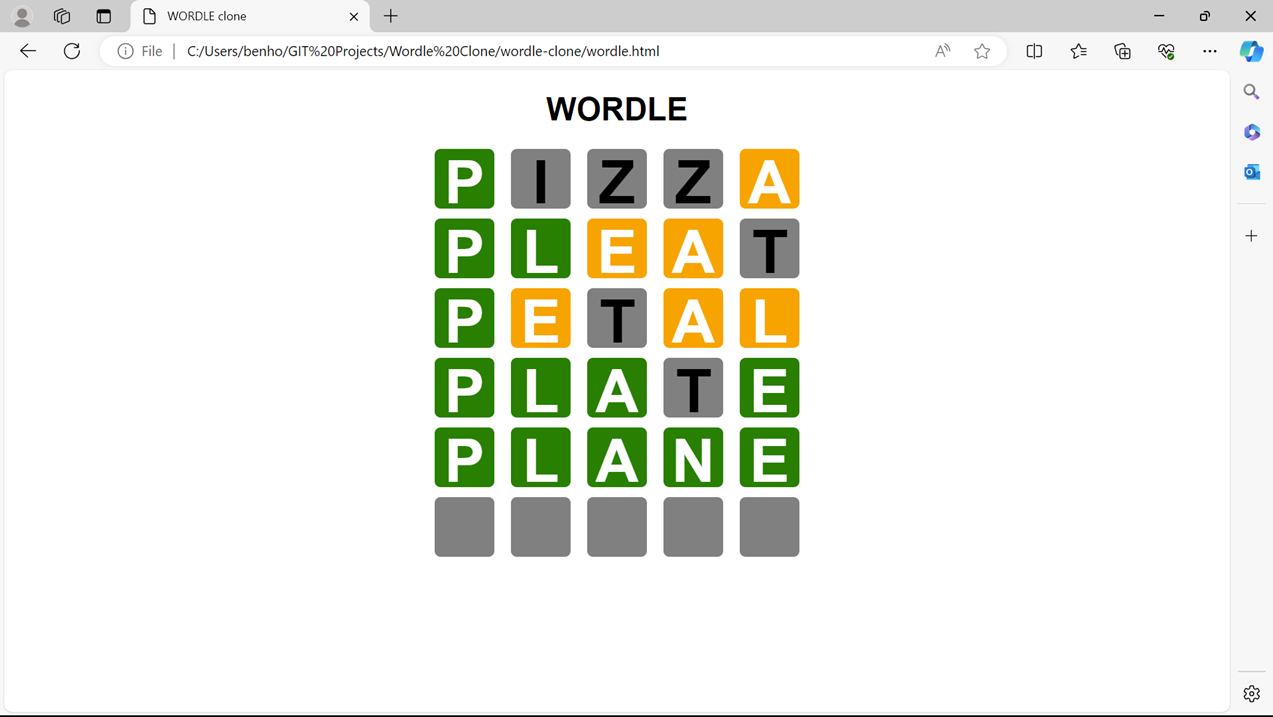 WORDLE clone
File | C:/Users/benho/GIT%20Projects/Wordle%20Clone/wordle-clone/wordle.html
WORDLE
P I Z Z A
P L E A T
P E T A L
P L A T E
P L A N E